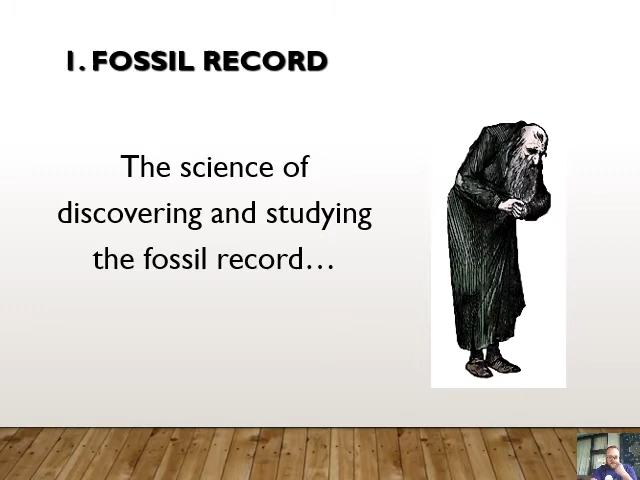 1. FOSSIL RECORD
The science of
discovering and studying
the fossil record…